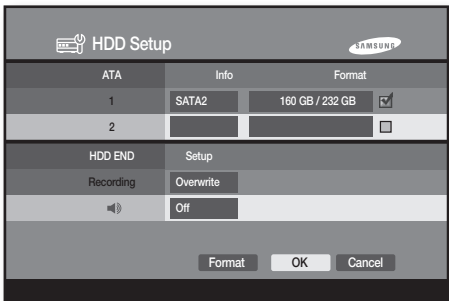 HDD Setup
SAMSUNG
ATA Info Format
1 SATA2 160 GB / 232 GB
2
HDD END Setup
Recording Overwrite
Off
Format OK Cancel